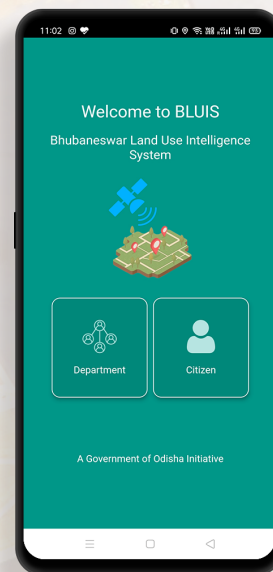 11:02
Welcome to BLUIS
Bhubaneswar Land Use Intelligence
System
Department
Citizen
A Government of Odisha Initiative